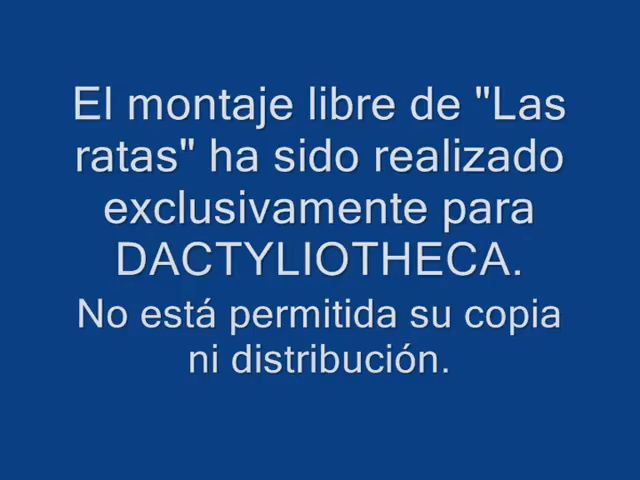 El montaje libre de "Las
ratas" ha sido realizado
exclusivamente para
DACTYLIOTHECA.
No está permitida su copia
ni distribución.